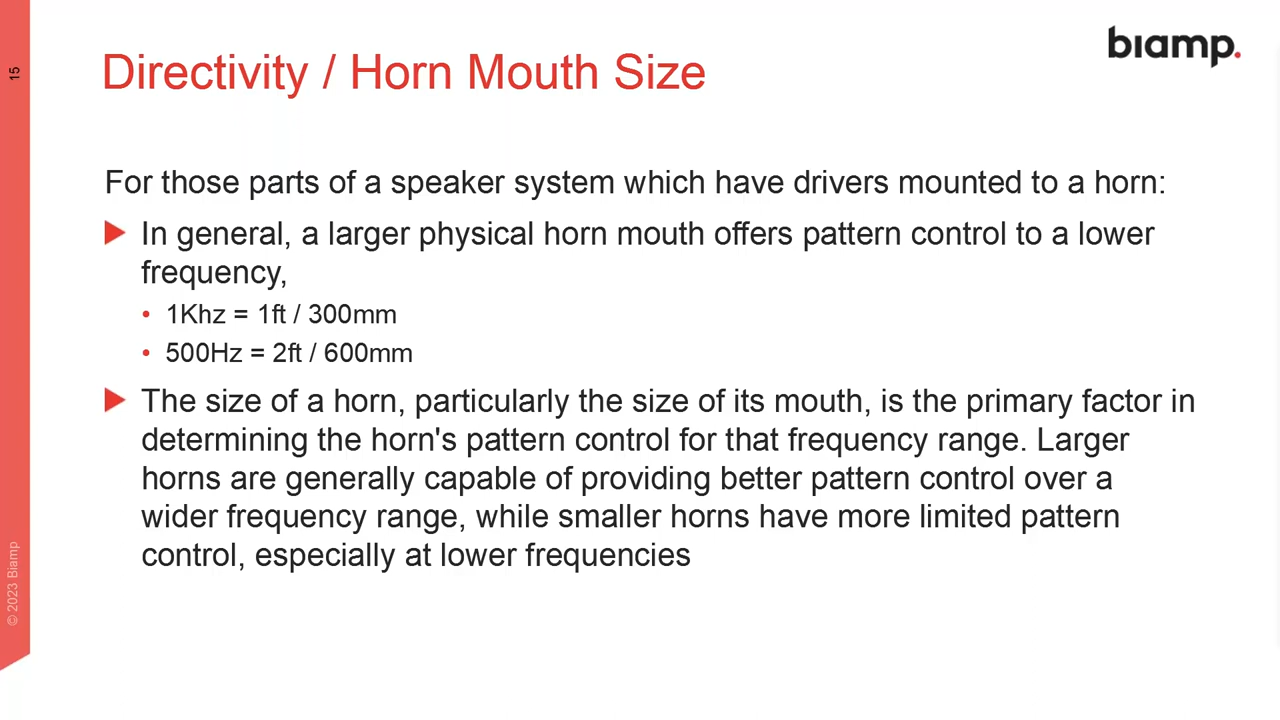 15
biamp.
Directivity / Horn Mouth Size
For those parts of a speaker system which have drivers mounted to a horn:
In general, a larger physical horn mouth offers pattern control to a lower
frequency,
• 1Khz = 1ft / 300mm
• 500Hz = 2ft / 600mm
The size of a horn, particularly the size of its mouth, is the primary factor in
determining the horn's pattern control for that frequency range. Larger
horns are generally capable of providing better pattern control over a
wider frequency range, while smaller horns have more limited pattern
control, especially at lower frequencies
© 2023 Biamp